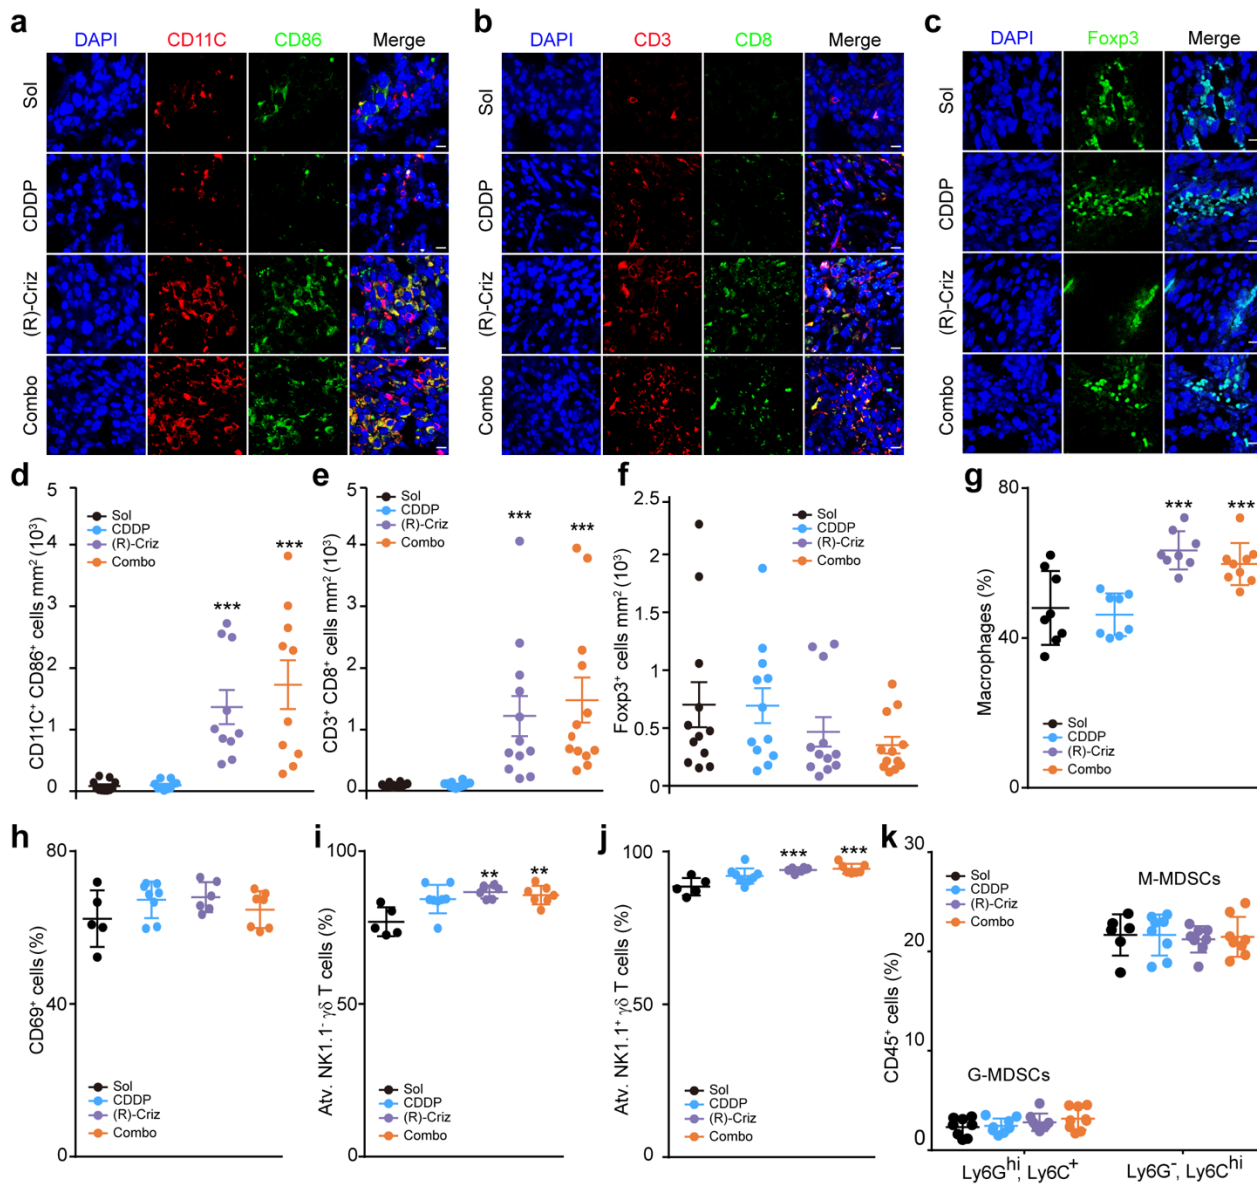 a
DAPI CD11C CD86 Merge
Sol
CDDP
(R)-Criz
Combo
b
DAPI CD3 CD8 Merge
Sol
CDDP
(R)-Criz
Combo
c
DAPI Foxp3 Merge
Sol
CDDP
(R)-Criz
Combo
d
CD11C⁺ CD86⁺ cells mm² (10³)
5
4
3
2
1
0
Sol
CDDP
(R)-Criz
Combo
***
***
e
CD3⁺ CD8⁺ cells mm² (10³)
5
4
3
2
1
0
Sol
CDDP
(R)-Criz
Combo
***
***
f
Foxp3⁺ cells mm² (10³)
2.5
2
1.5
1
0.5
0
Sol
CDDP
(R)-Criz
Combo
g
Macrophages (%)
80
40
0
***
***
Sol
CDDP
(R)-Criz
Combo
h
CD69⁺ cells (%)
80
40
0
Sol
CDDP
(R)-Criz
Combo
i
Atv. NK1.1⁻ γδ T cells (%)
100
50
0
**
**
Sol
CDDP
(R)-Criz
Combo
j
Atv. NK1.1⁺ γδ T cells (%)
100
50
0
***
***
Sol
CDDP
(R)-Criz
Combo
k
CD45⁺ cells (%)
30
20
10
0
Sol
CDDP
(R)-Criz
Combo
M-MDSCs
G-MDSCs
Ly6Gʰⁱ, Ly6C⁺
Ly6G⁻, Ly6Cʰⁱ